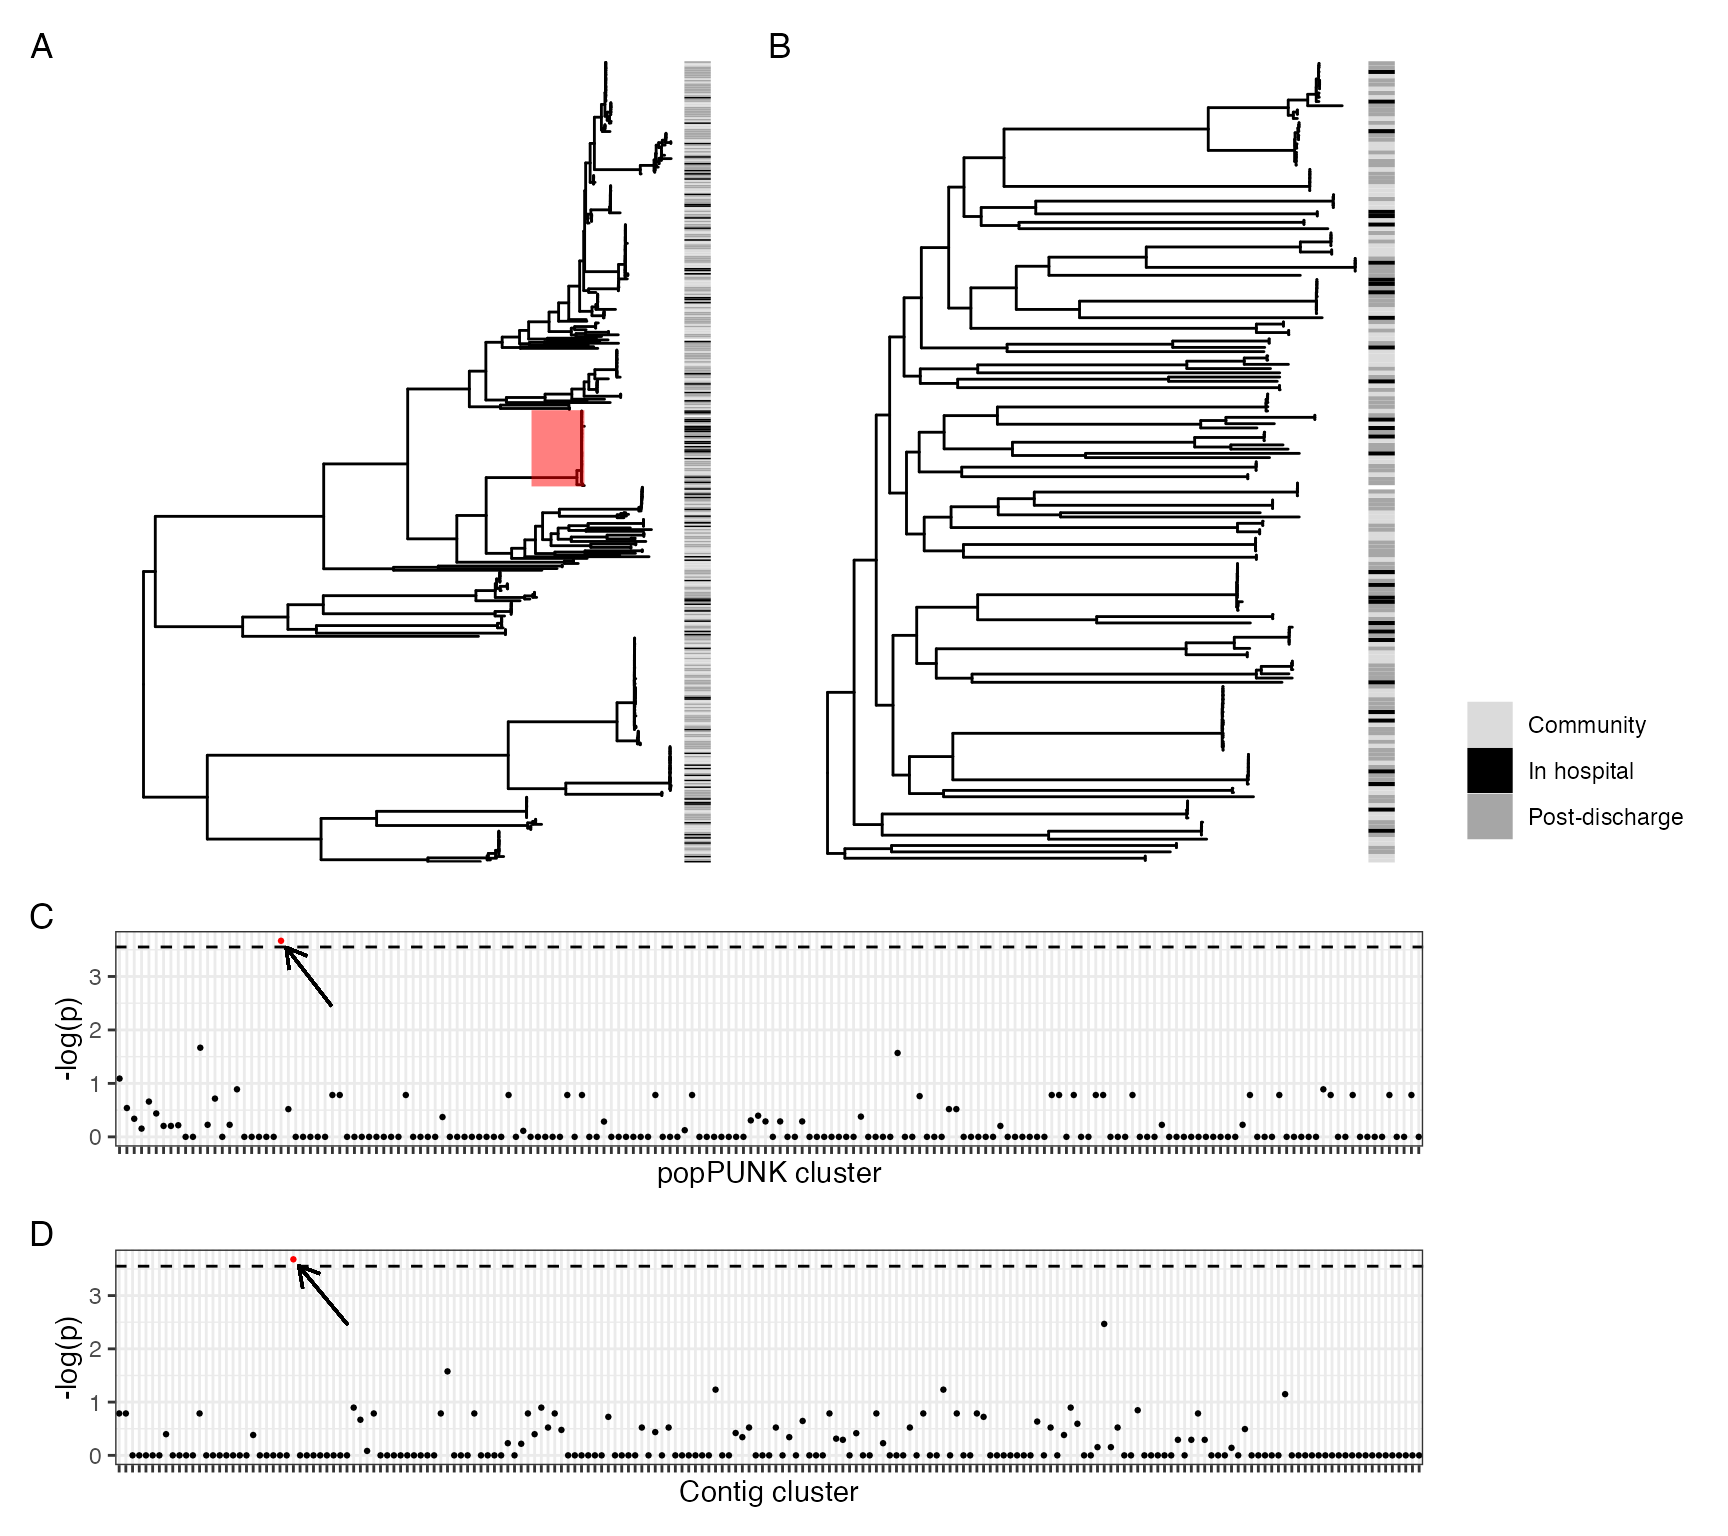 A
B
Community
In hospital
Post-discharge
C
3
2
1
0
-log(p)
popPUNK cluster
D
3
2
1
0
-log(p)
Contig cluster